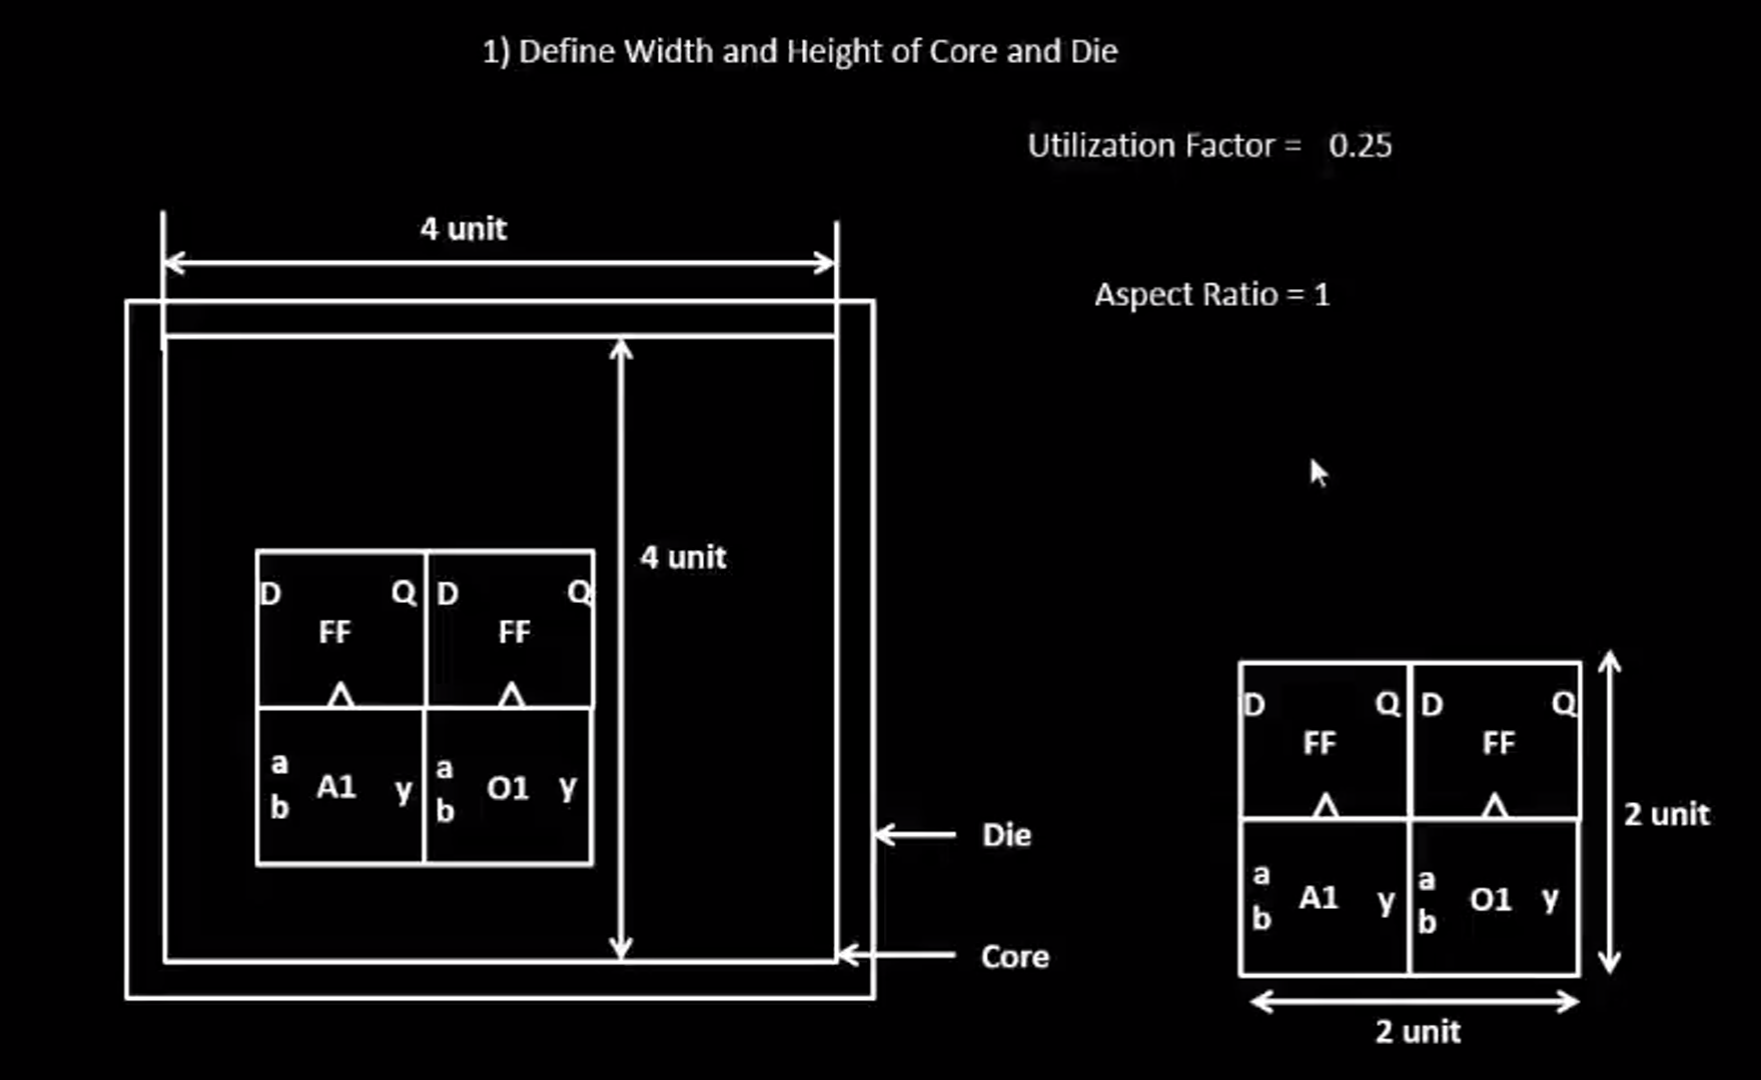 1) Define Width and Height of Core and Die
Utilization Factor = 0.25
4 unit
Aspect Ratio = 1
4 unit
D Q D Q
FF FF
a A1 y a O1 y
b b
Die
Core
D Q D Q
FF FF
2 unit
a A1 y a O1 y
b b
2 unit